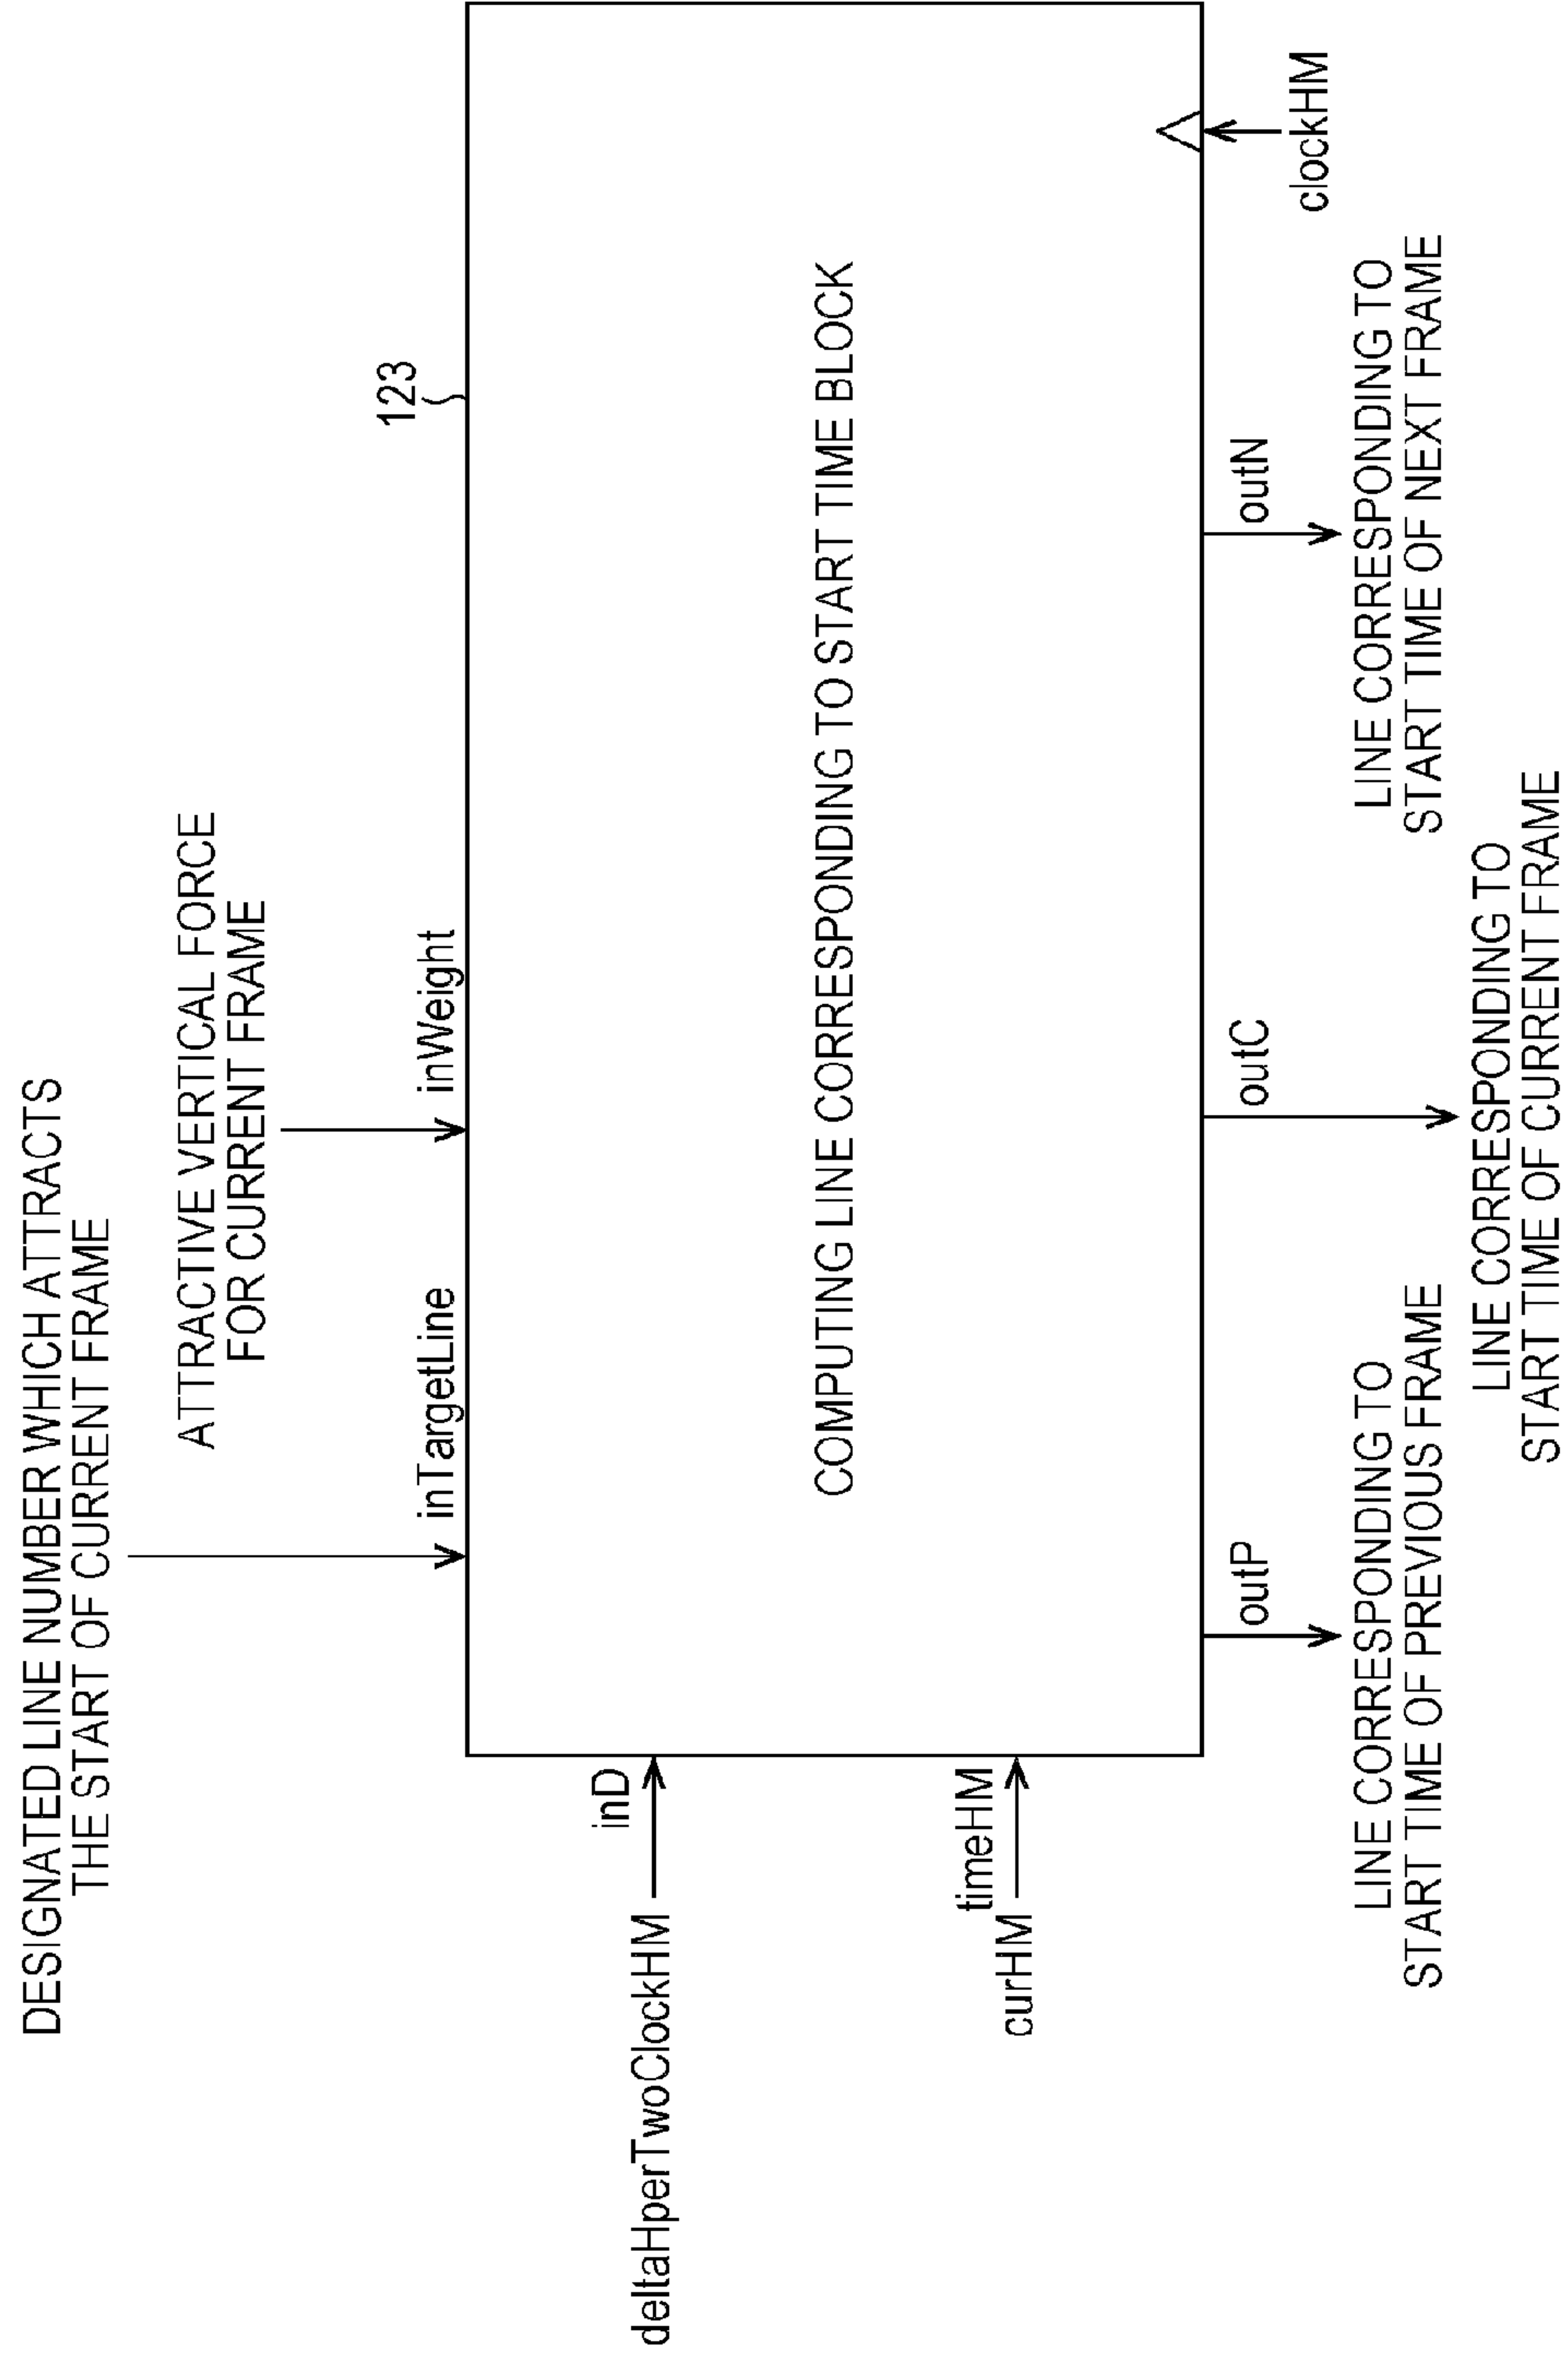 DESIGNATED LINE NUMBER WHICH ATTRACTS
THE START OF CURRENT FRAME
ATTRACTIVE VERTICAL FORCE
FOR CURRENT FRAME
123
inTargetLine
inWeight
inD
deltaHperTwoClockHM
COMPUTING LINE CORRESPONDING TO START TIME BLOCK
timeHM
curHM
outP
outC
outN
clockHM
LINE CORRESPONDING TO
START TIME OF PREVIOUS FRAME
LINE CORRESPONDING TO
START TIME OF CURRENT FRAME
LINE CORRESPONDING TO
START TIME OF NEXT FRAME